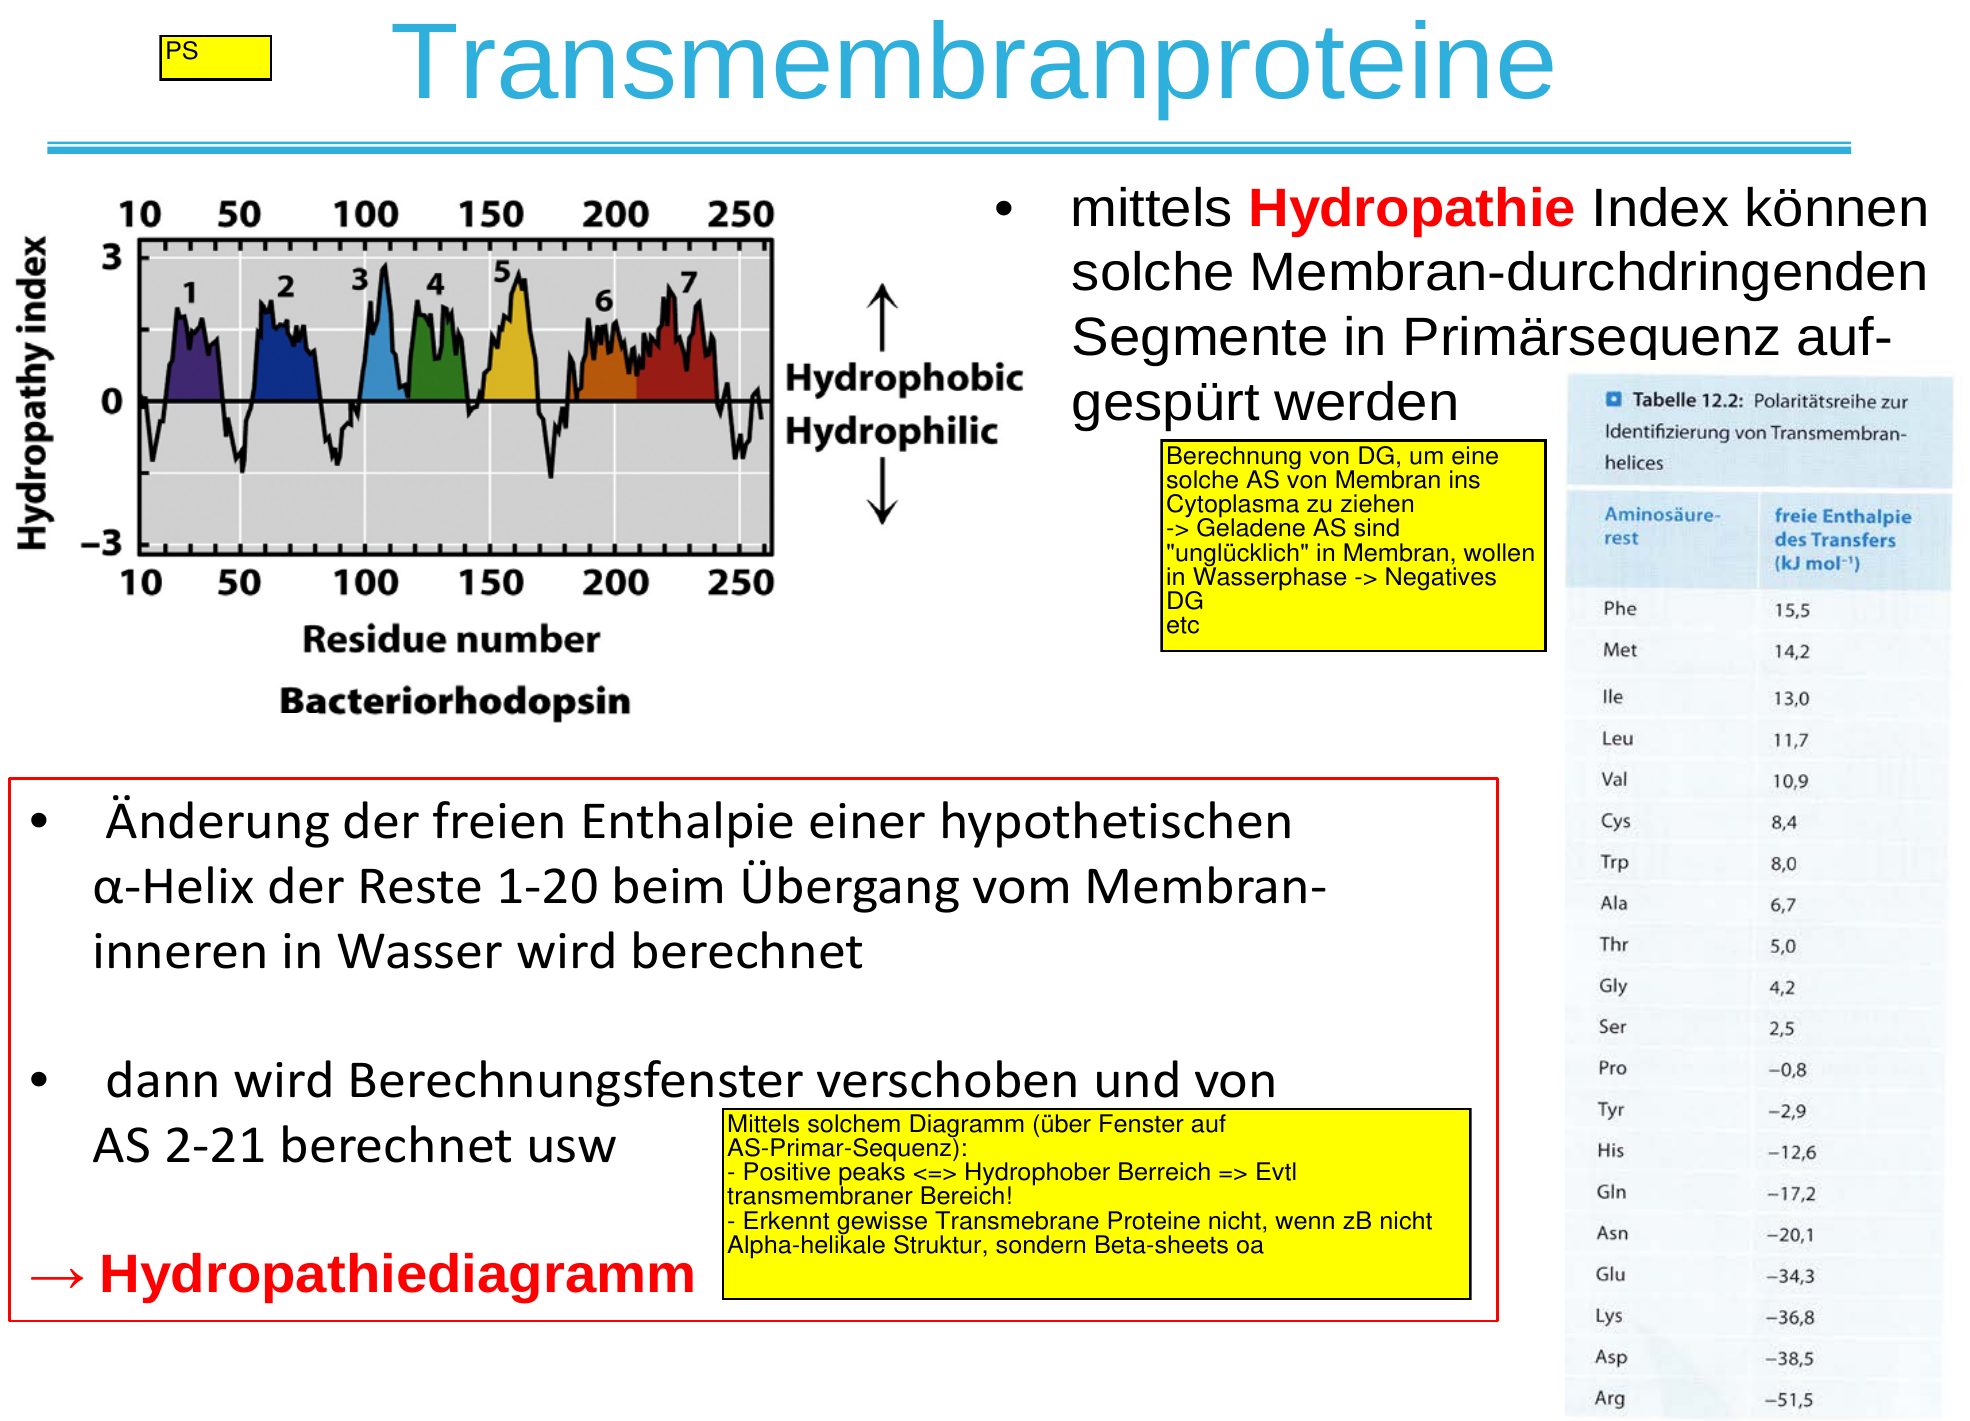 PS
Transmembranproteine
10 50 100 150 200 250
3
0
−3
Hydropathy index
1 2 3 4 5 6 7
10 50 100 150 200 250
Residue number
Bacteriorhodopsin
Hydrophobic
Hydrophilic
• mittels Hydropathie Index können
solche Membran-durchdringenden
Segmente in Primärsequenz auf-
gespürt werden
Berechnung von DG, um eine
solche AS von Membran ins
Cytoplasma zu ziehen
-> Geladene AS sind
"unglücklich" in Membran, wollen
in Wasserphase -> Negatives
DG
etc
Tabelle 12.2: Polaritätsreihe zur
Identifizierung von Transmembran-
helices
Aminosäure-
rest
freie Enthalpie
des Transfers
(kJ mol⁻¹)
Phe 15,5
Met 14,2
Ile 13,0
Leu 11,7
Val 10,9
Cys 8,4
Trp 8,0
Ala 6,7
Thr 5,0
Gly 4,2
Ser 2,5
Pro −0,8
Tyr −2,9
His −12,6
Gln −17,2
Asn −20,1
Glu −34,3
Lys −36,8
Asp −38,5
Arg −51,5
• Änderung der freien Enthalpie einer hypothetischen
α-Helix der Reste 1-20 beim Übergang vom Membran-
inneren in Wasser wird berechnet
• dann wird Berechnungsfenster verschoben und von
AS 2-21 berechnet usw
→ Hydropathiediagramm
Mittels solchem Diagramm (über Fenster auf
AS-Primar-Sequenz):
- Positive peaks <=> Hydrophober Berreich => Evtl
transmembraner Bereich!
- Erkennt gewisse Transmebrane Proteine nicht, wenn zB nicht
Alpha-helikale Struktur, sondern Beta-sheets oa